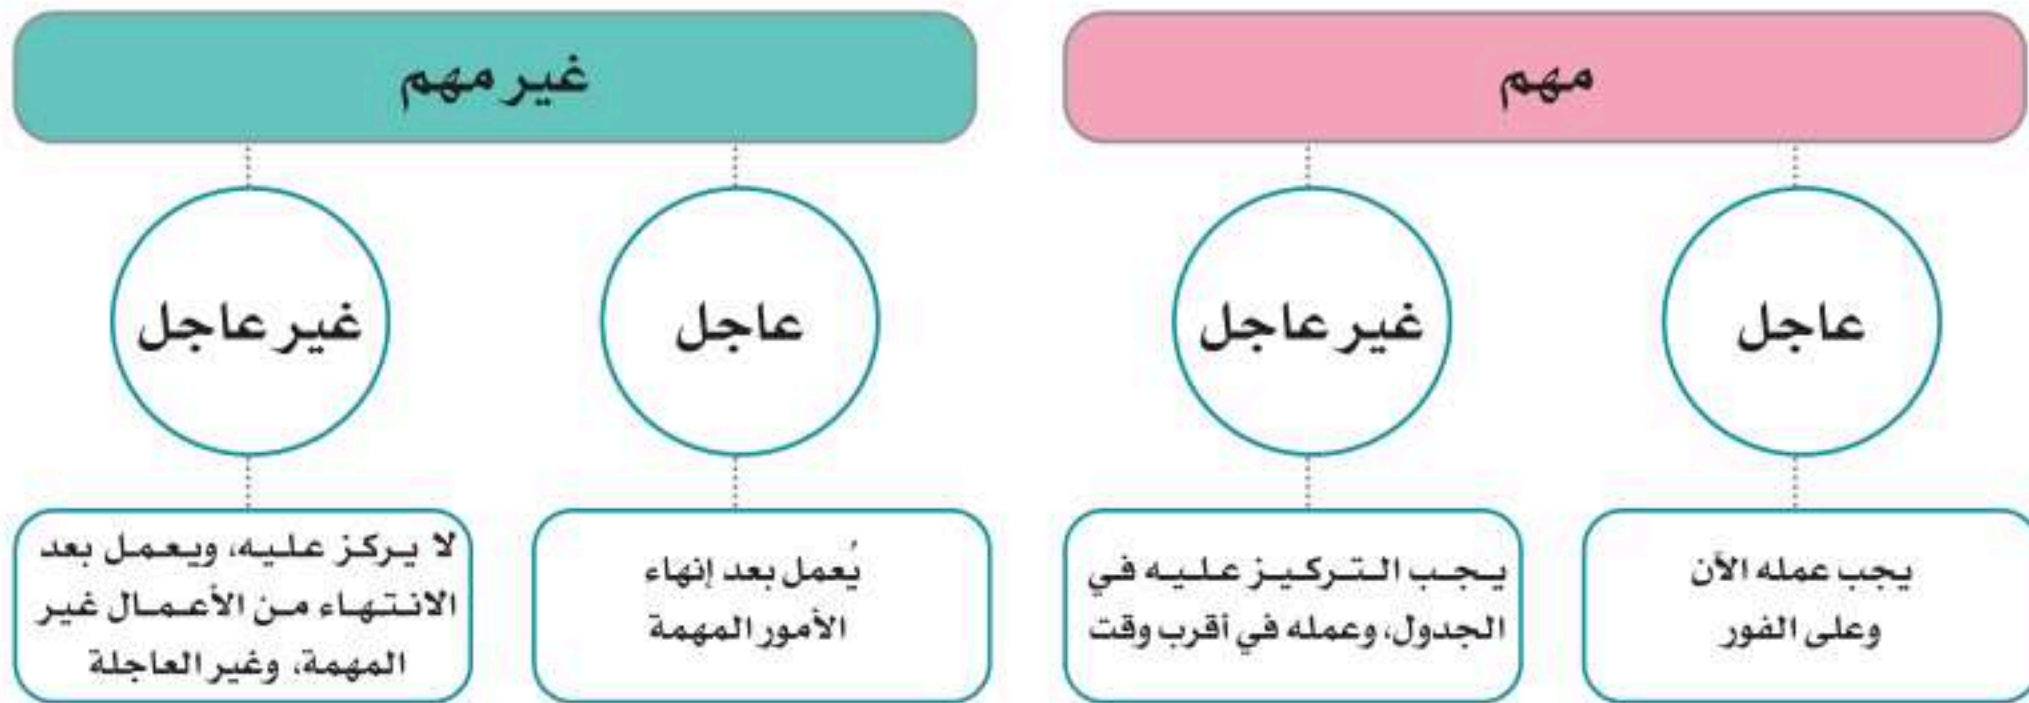 مهم
غير مهم
عاجل
غير عاجل
عاجل
غير عاجل
يجب عمله الآن
وعلى الفور
يجب التركيز عليه في
الجدول، وعمله في أقرب وقت
يُعمل بعد إنهاء
الأمور المهمة
لا يركز عليه، ويعمل بعد
الانتهاء من الأعمال غير
المهمة، وغير العاجلة